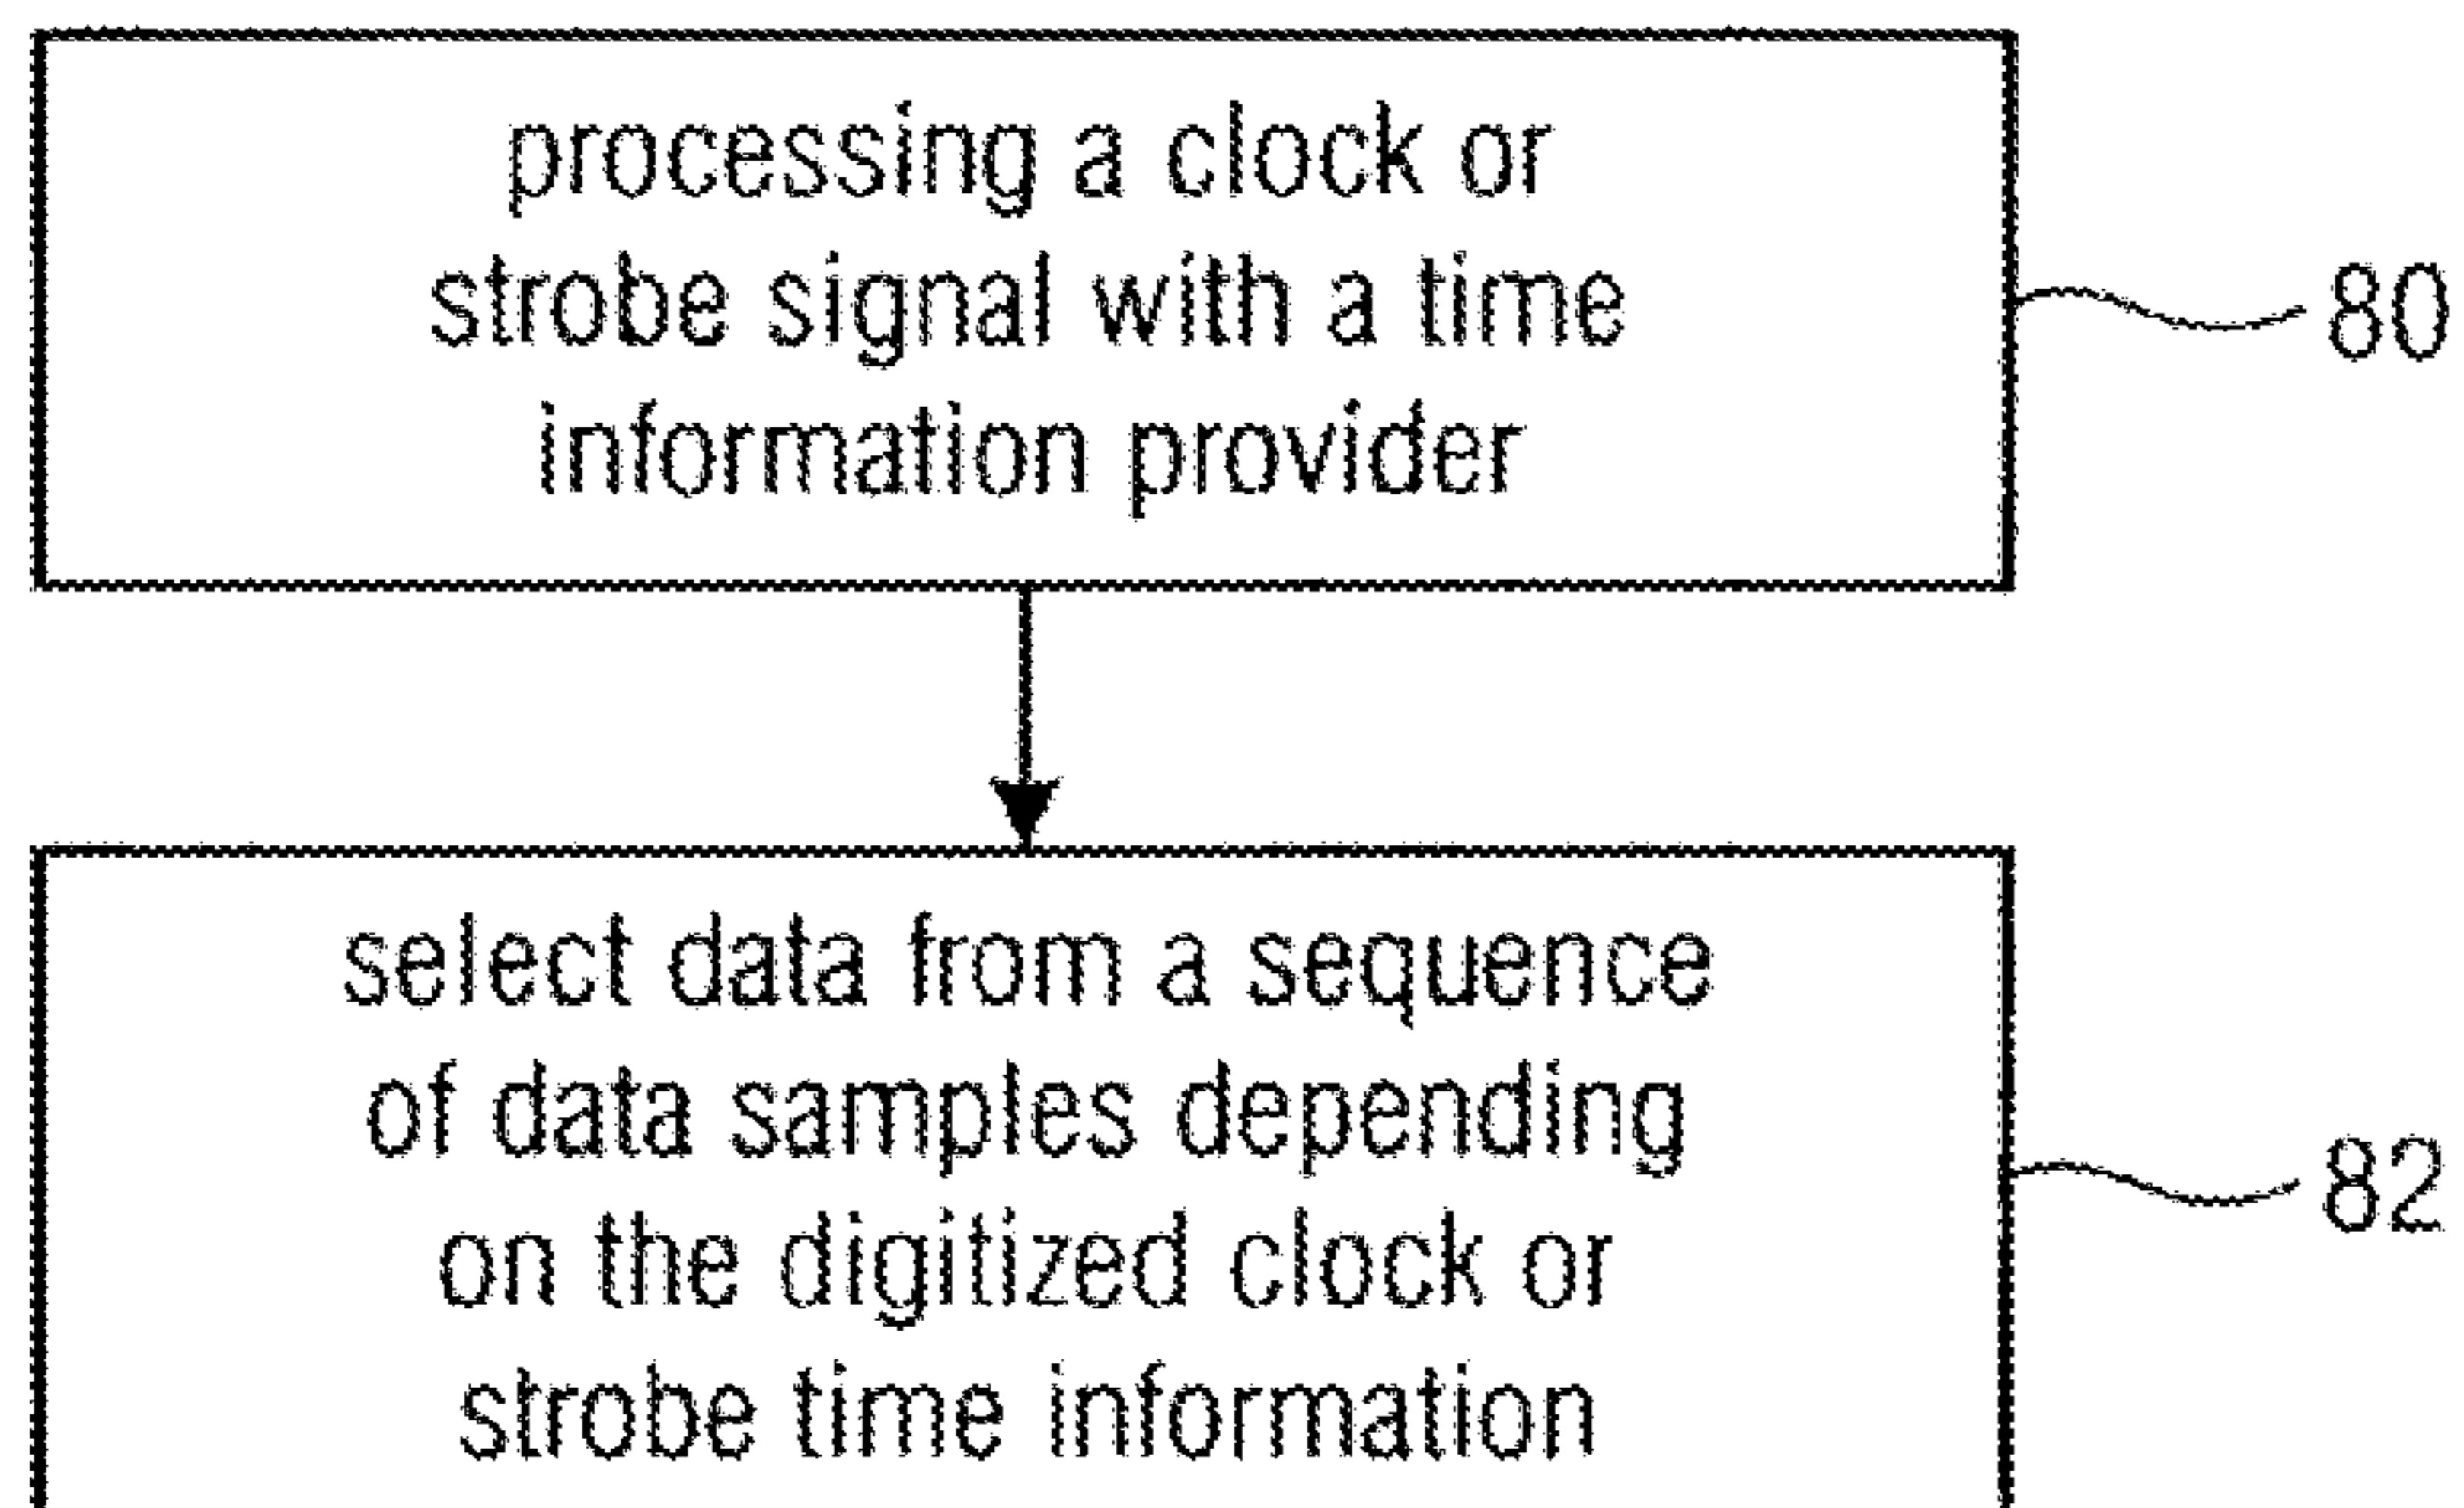 processing a clock or
strobe signal with a time
information provider
80
select data from a sequence
of data samples depending
on the digitized clock or
strobe time information
82